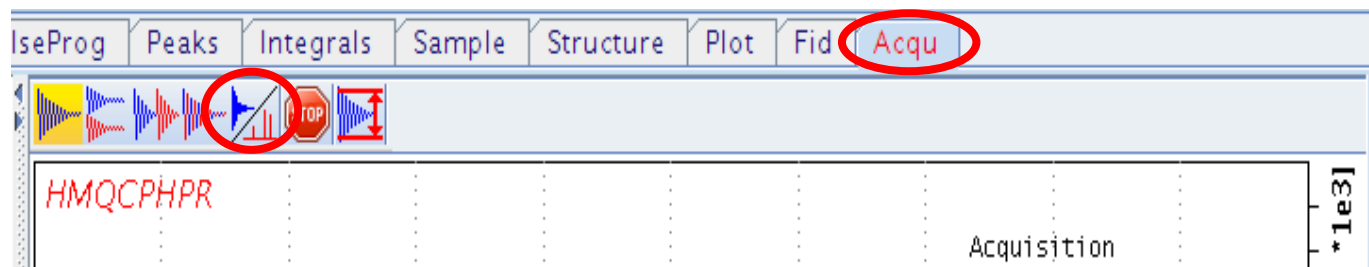 lseProg Peaks Integrals Sample Structure Plot Fid Acqu
STOP
HMQCPHPR
*1e3]
Acquisition